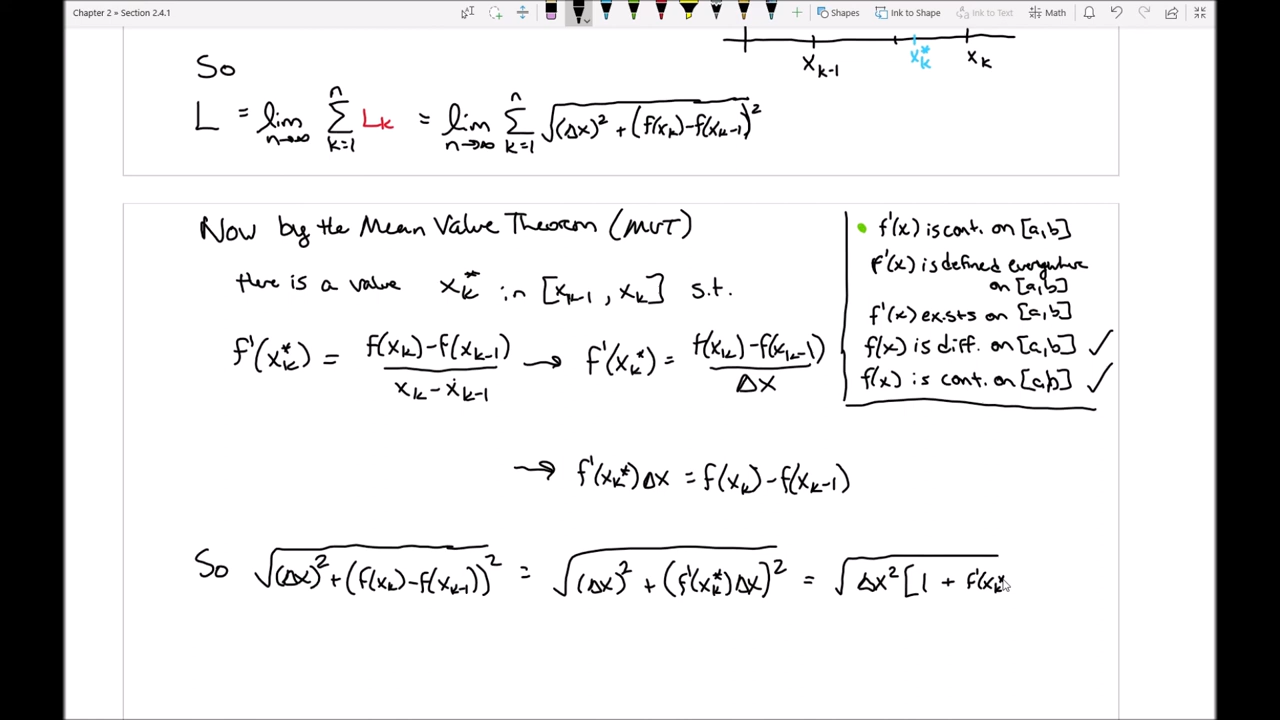 Chapter 2 » Section 2.4.1
Shapes Ink to Shape Ink to Text Math
x_{k-1} x_k^* x_k
So
L = lim_{n→∞} Σ_{k=1}^{n} L_k = lim_{n→∞} Σ_{k=1}^{n} √((Δx)² + (f(x_k)-f(x_{k-1}))²
Now by the Mean Value Theorem (MVT)
there is a value x_k^* in [x_{k-1}, x_k] s.t.
f'(x_k^*) = (f(x_k)-f(x_{k-1}))/(x_k - x_{k-1}) → f'(x_k^*) = (f(x_k)-f(x_{k-1}))/Δx
• f'(x) is cont. on [a,b]
f'(x) is defined everywhere
on [a,b]
f'(x) exists on [a,b]
f(x) is diff. on [a,b] ✓
f(x) is cont. on [a,b] ✓
→ f'(x_k^*)Δx = f(x_k) - f(x_{k-1})
So √((Δx)² + (f(x_k)-f(x_{k-1}))²) = √((Δx)² + (f'(x_k^*)Δx)²) = √(Δx²[1 + f'(x_k^*